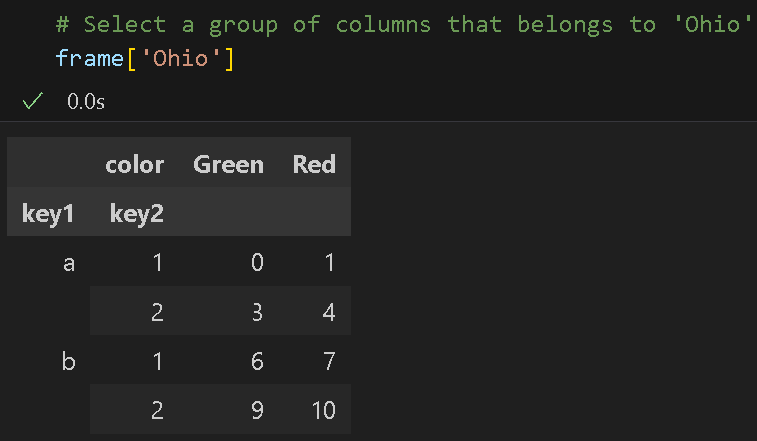 # Select a group of columns that belongs to 'Ohio'
frame['Ohio']
0.0s
color Green Red
key1 key2
a 1 0 1
2 3 4
b 1 6 7
2 9 10